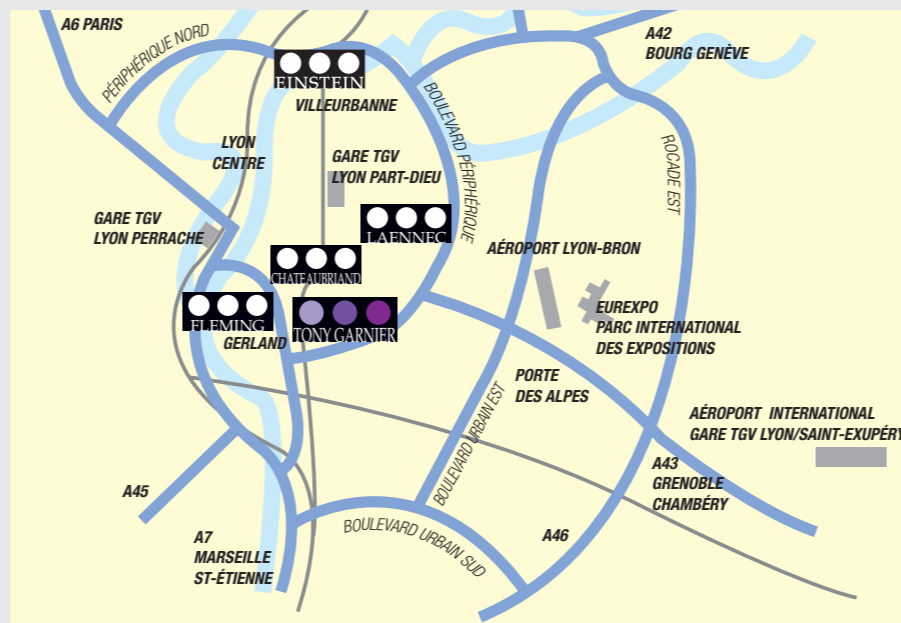 A6 PARIS
PÉRIPHÉRIQUE NORD
EINSTEIN
VILLEURBANNE
A42
BOURG GENÈVE
BOULEVARD PÉRIPHÉRIQUE
ROCADE EST
LYON
CENTRE
GARE TGV
LYON PART-DIEU
GARE TGV
LYON PERRACHE
LAENNEC
CHATEAUBRIAND
AÉROPORT LYON-BRON
FLEMING
GERLAND
TONY GARNIER
EUREXPO
PARC INTERNATIONAL
DES EXPOSITIONS
PORTE
DES ALPES
BOULEVARD URBAIN EST
AÉROPORT INTERNATIONAL
GARE TGV LYON/SAINT-EXUPÉRY
A43
GRENOBLE
CHAMBÉRY
A45
A7
MARSEILLE
ST-ÉTIENNE
BOULEVARD URBAIN SUD
A46